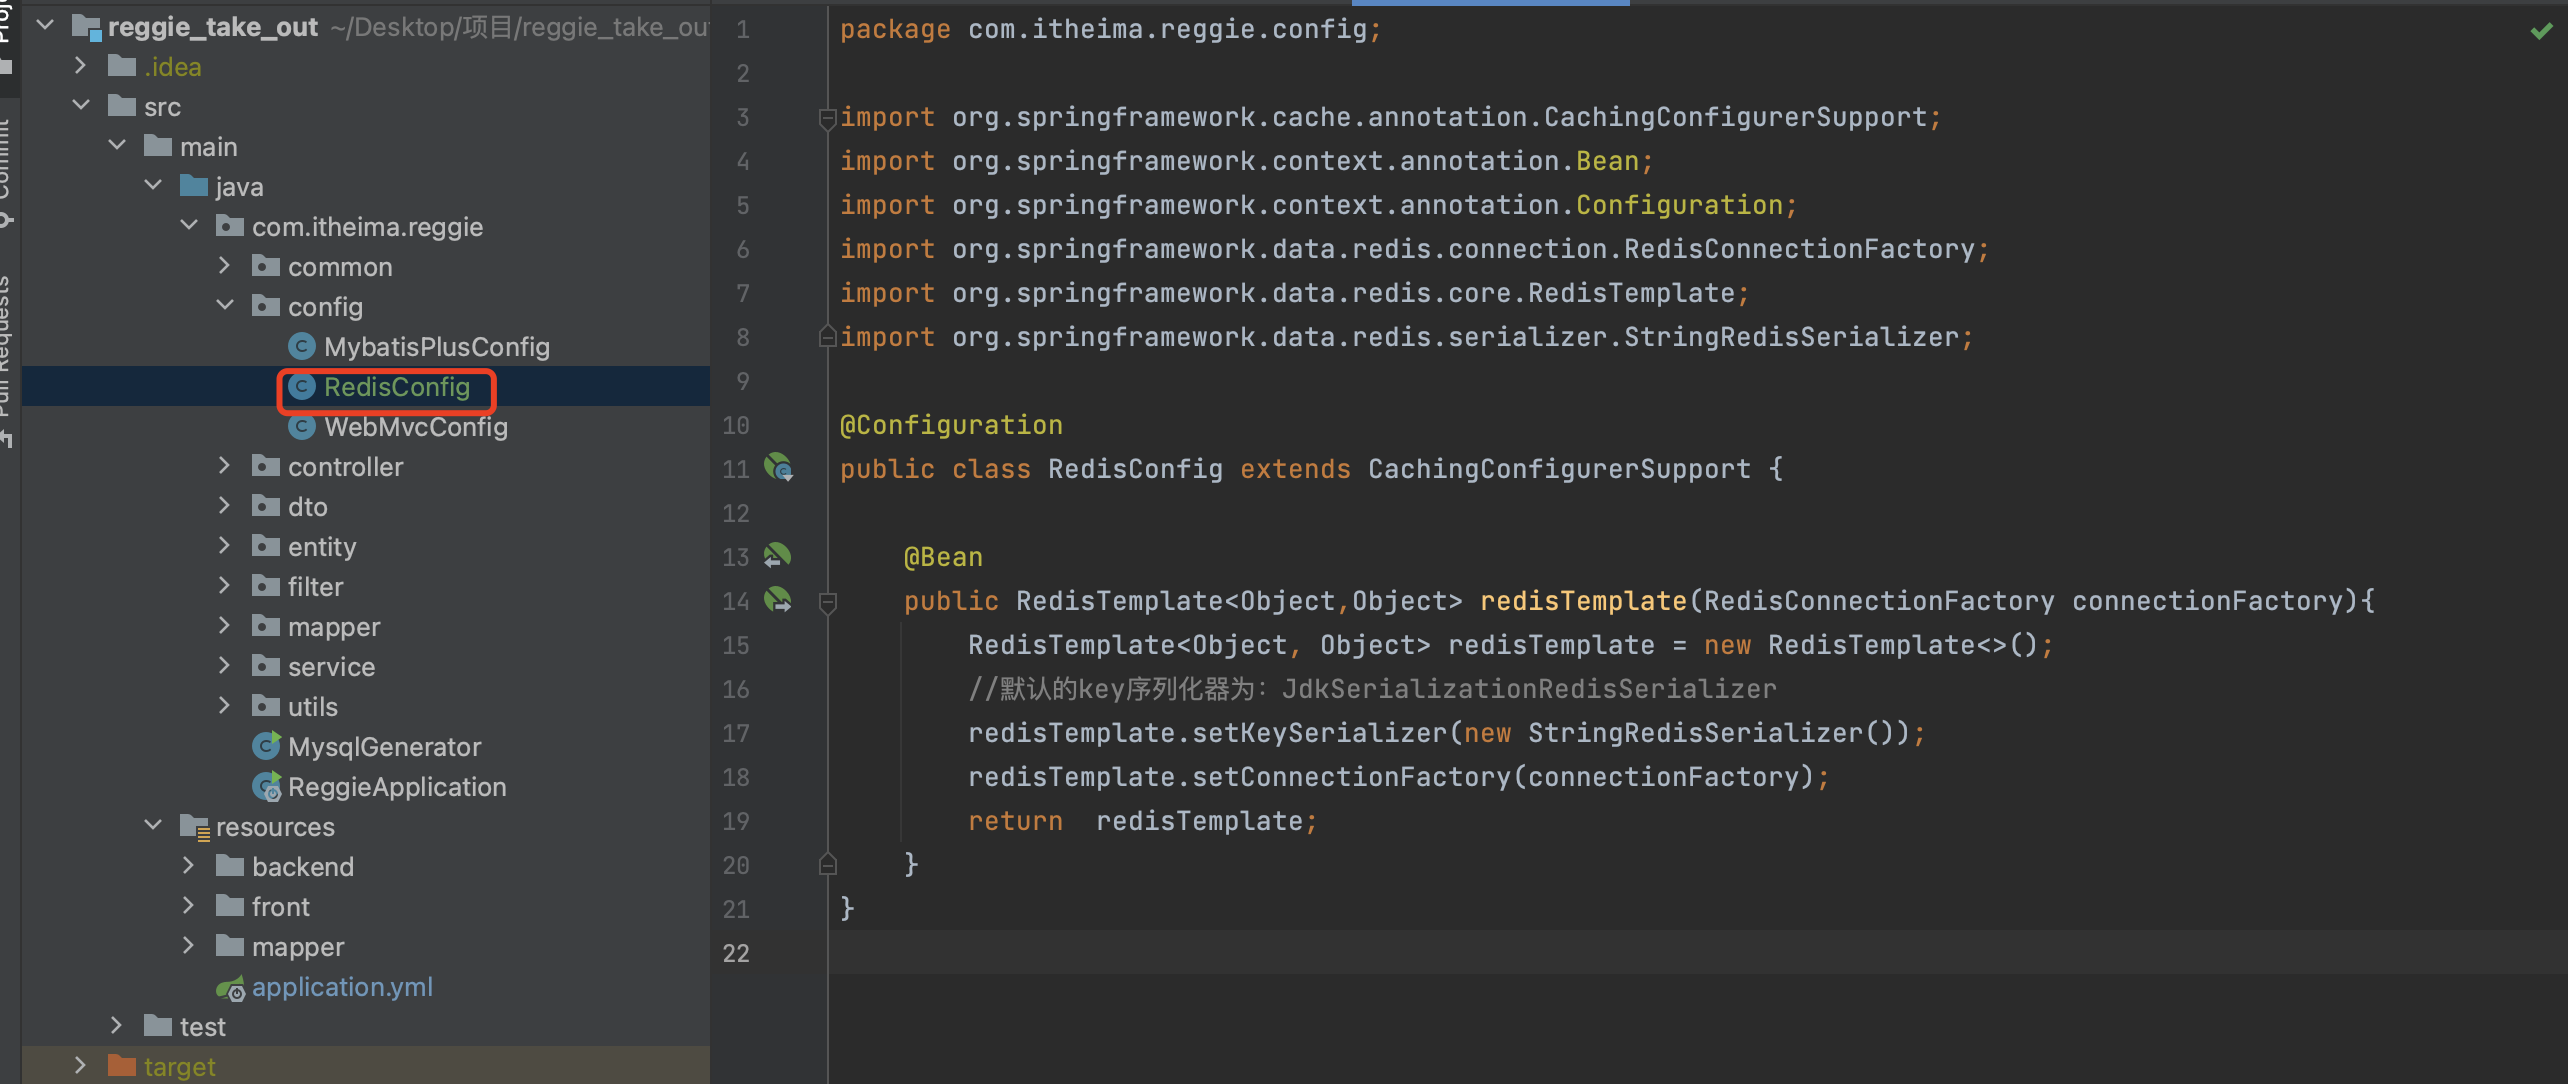 Proje
Commit
Pull Requests
reggie_take_out ~/Desktop/项目/reggie_take_out
.idea
src
main
java
com.itheima.reggie
common
config
MybatisPlusConfig
RedisConfig
WebMvcConfig
controller
dto
entity
filter
mapper
service
utils
MysqlGenerator
ReggieApplication
resources
backend
front
mapper
application.yml
test
target
1 package com.itheima.reggie.config;
2
3 import org.springframework.cache.annotation.CachingConfigurerSupport;
4 import org.springframework.context.annotation.Bean;
5 import org.springframework.context.annotation.Configuration;
6 import org.springframework.data.redis.connection.RedisConnectionFactory;
7 import org.springframework.data.redis.core.RedisTemplate;
8 import org.springframework.data.redis.serializer.StringRedisSerializer;
9
10 @Configuration
11 public class RedisConfig extends CachingConfigurerSupport {
12
13 @Bean
14 public RedisTemplate<Object,Object> redisTemplate(RedisConnectionFactory connectionFactory){
15 RedisTemplate<Object, Object> redisTemplate = new RedisTemplate<>();
16 //默认的key序列化器为：JdkSerializationRedisSerializer
17 redisTemplate.setKeySerializer(new StringRedisSerializer());
18 redisTemplate.setConnectionFactory(connectionFactory);
19 return  redisTemplate;
20 }
21 }
22